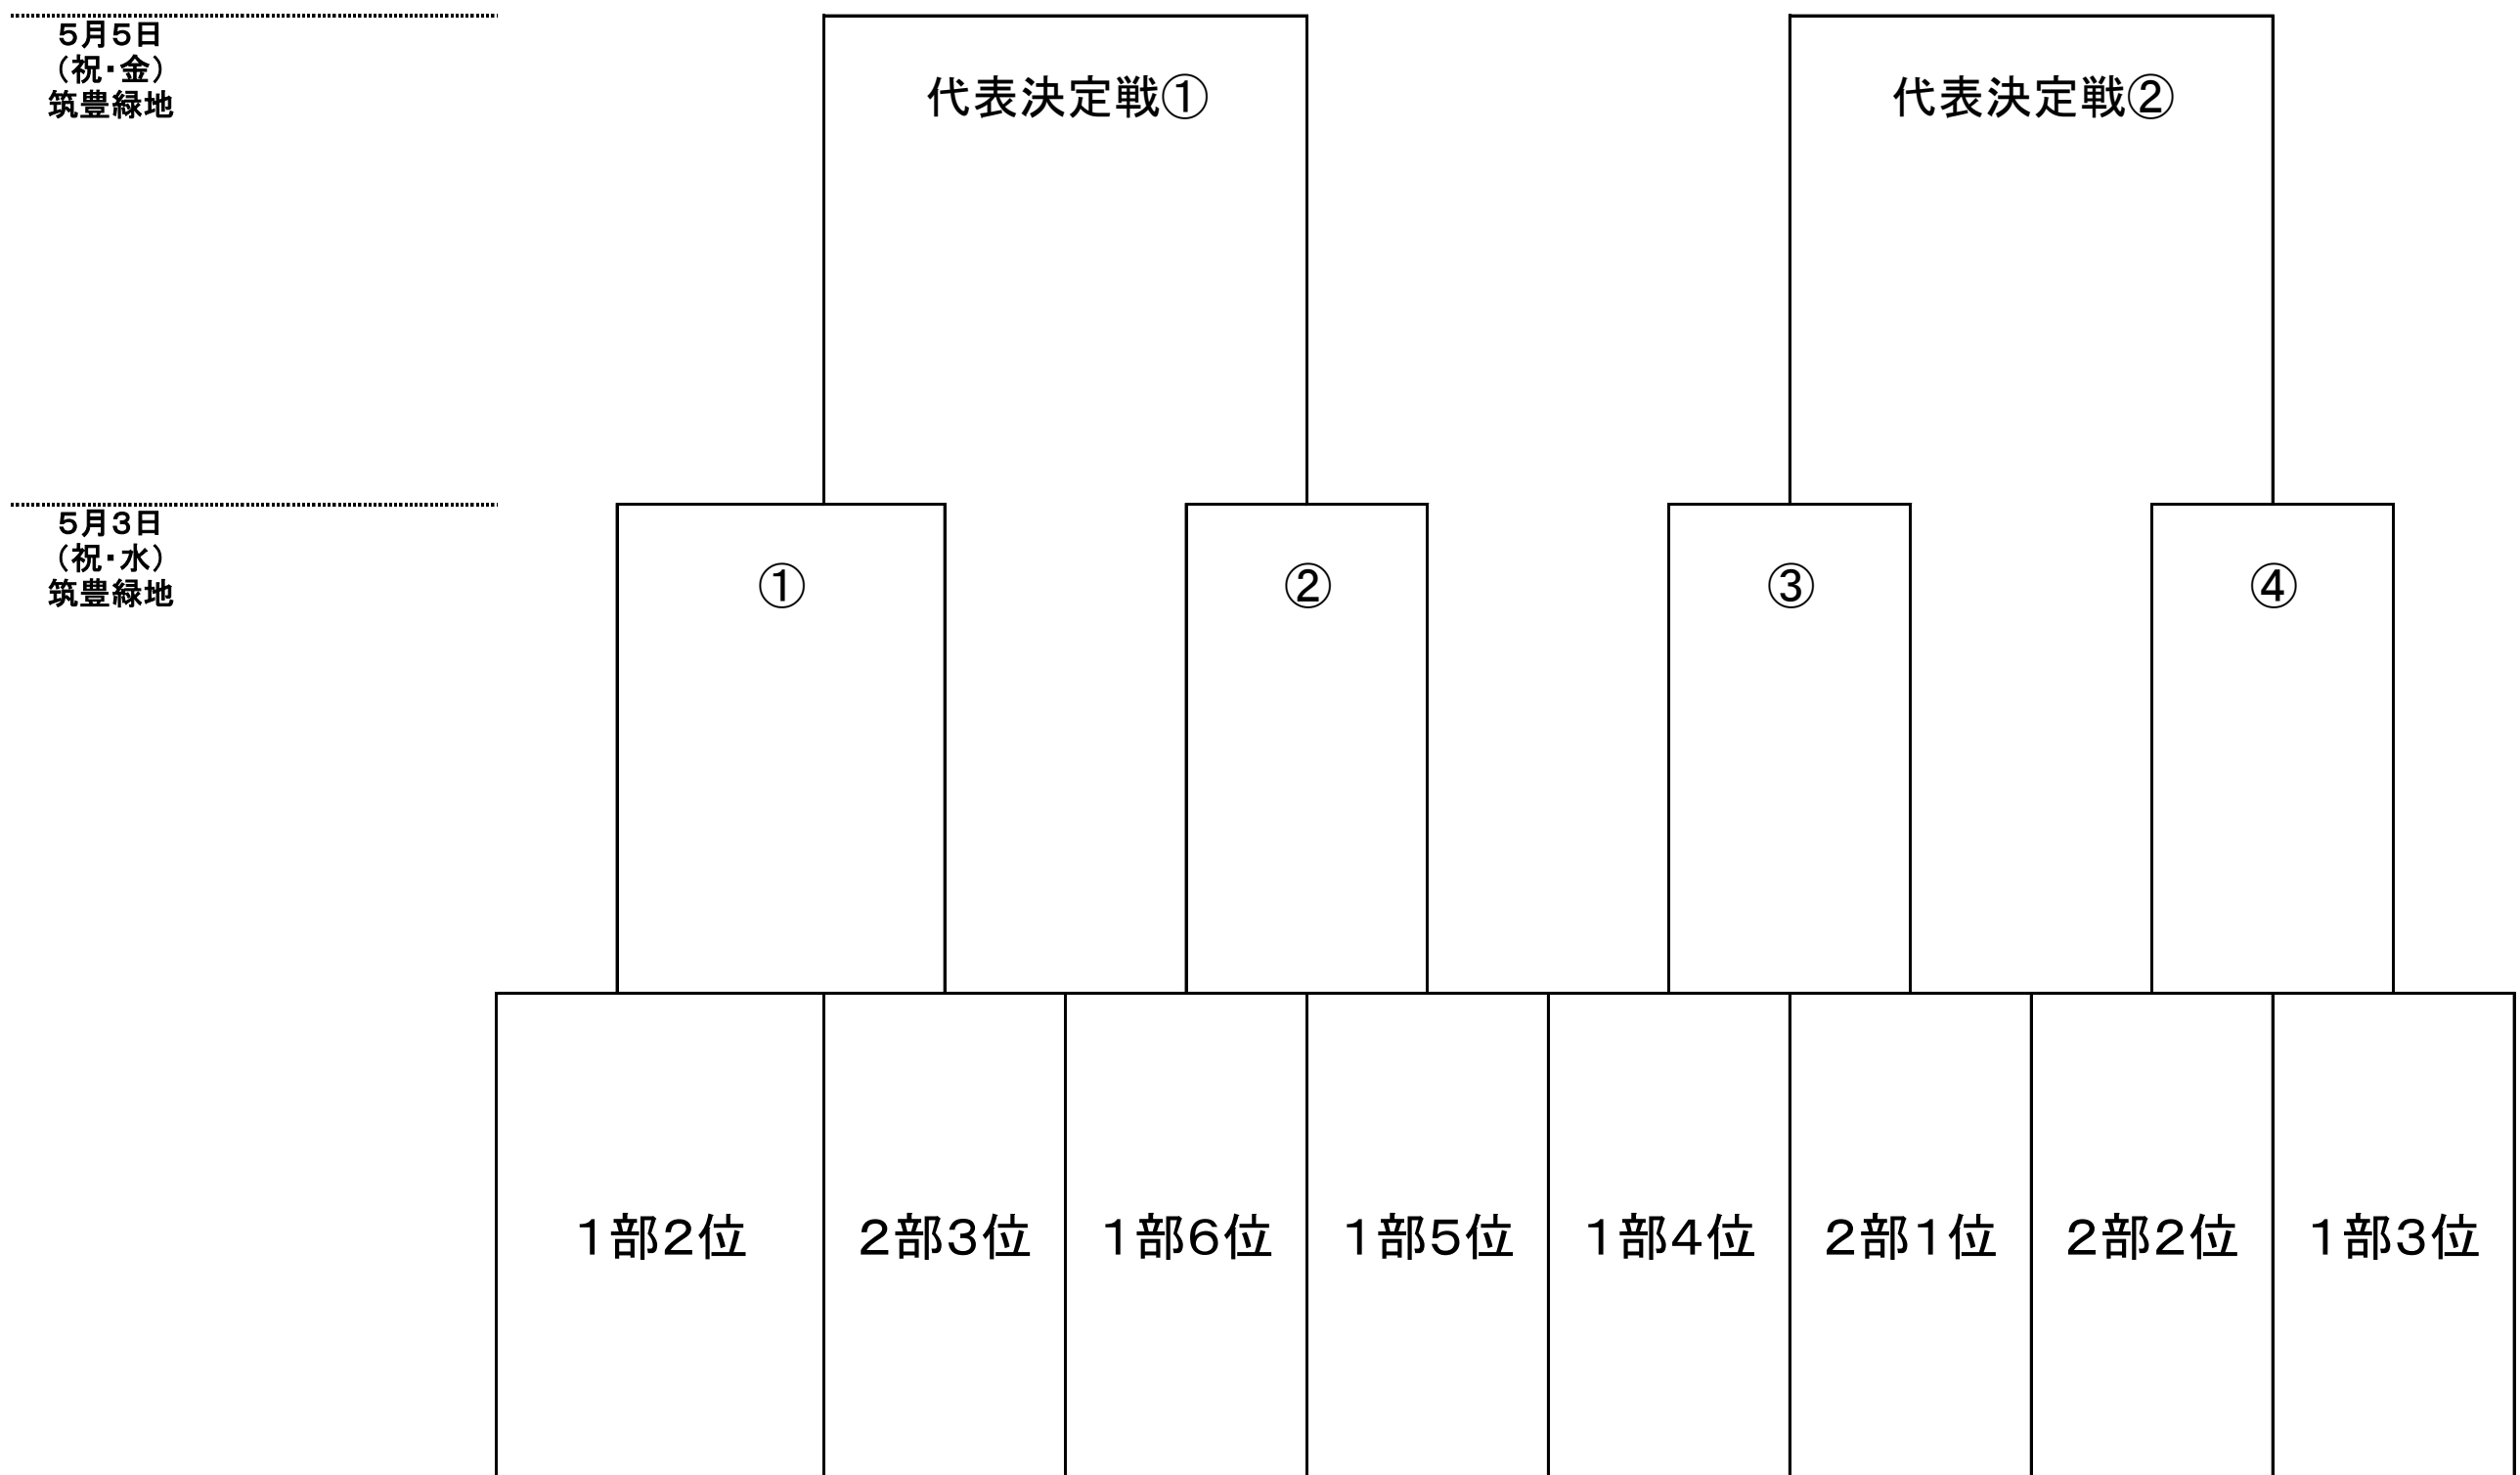 ５月５日
（祝・金）
筑豊緑地
代表決定戦①
代表決定戦②
５月３日
（祝・水）
筑豊緑地
①
②
③
④
１部２位
２部３位
１部６位
１部５位
１部４位
２部１位
２部２位
１部３位